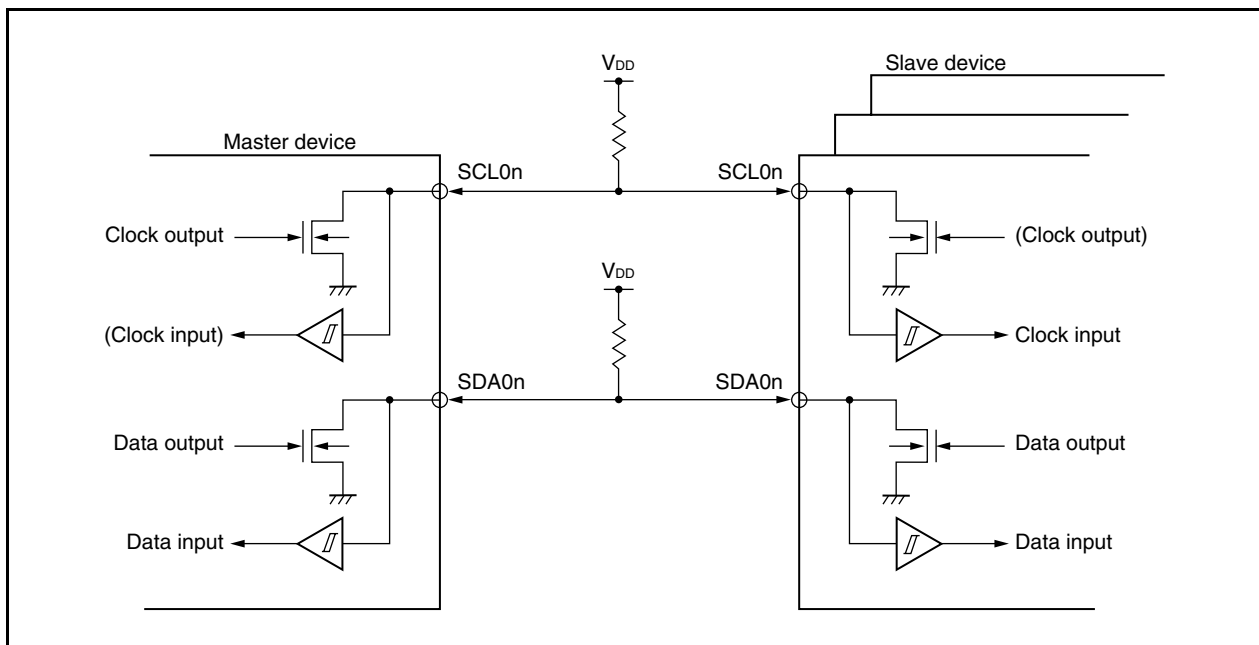 VDD
Slave device
Master device
SCL0n
SCL0n
Clock output
(Clock output)
VDD
(Clock input)
Clock input
SDA0n
SDA0n
Data output
Data output
Data input
Data input